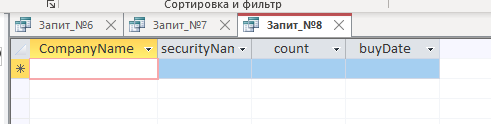 Сортировка и фильтр
Запит_№6 Запит_№7 Запит_№8
CompanyName securityNan count buyDate